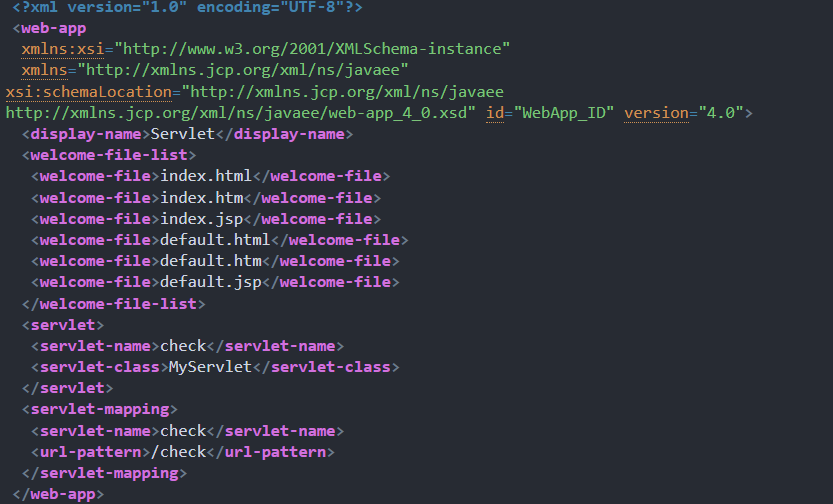 <?xml version="1.0" encoding="UTF-8"?>
<web-app
xmlns:xsi="http://www.w3.org/2001/XMLSchema-instance"
xmlns="http://xmlns.jcp.org/xml/ns/javaee"
xsi:schemaLocation="http://xmlns.jcp.org/xml/ns/javaee
http://xmlns.jcp.org/xml/ns/javaee/web-app_4_0.xsd" id="WebApp_ID" version="4.0">
<display-name>Servlet</display-name>
<welcome-file-list>
<welcome-file>index.html</welcome-file>
<welcome-file>index.htm</welcome-file>
<welcome-file>index.jsp</welcome-file>
<welcome-file>default.html</welcome-file>
<welcome-file>default.htm</welcome-file>
<welcome-file>default.jsp</welcome-file>
</welcome-file-list>
<servlet>
<servlet-name>check</servlet-name>
<servlet-class>MyServlet</servlet-class>
</servlet>
<servlet-mapping>
<servlet-name>check</servlet-name>
<url-pattern>/check</url-pattern>
</servlet-mapping>
</web-app>